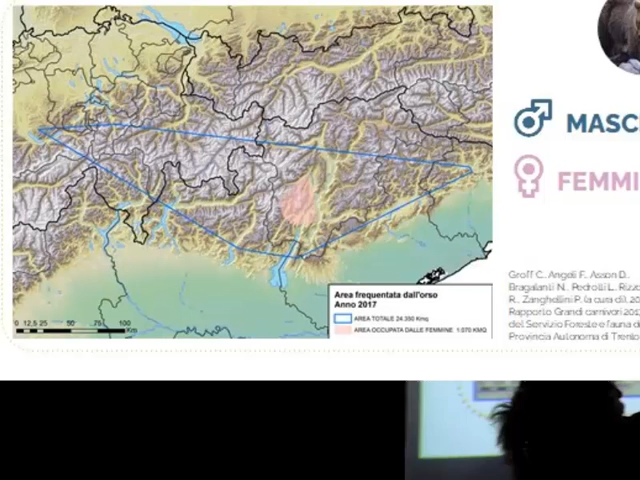 MASC
FEMMI
Groff C., Angeli F., Asson D.,
Bragalanti N., Pedrotti L., Rizzo
R., Zanghellini P. (a cura di), 20
Rapporto Grandi carnivori 2017
del Servizio Foreste e fauna de
Provincia Autonoma di Trento
Area frequentata dall'orso
Anno 2017
AREA TOTALE 24.350 Kmq
AREA OCCUPATA DALLE FEMMINE 1.070 KMQ
0 12,5 25 50 75 100
Km